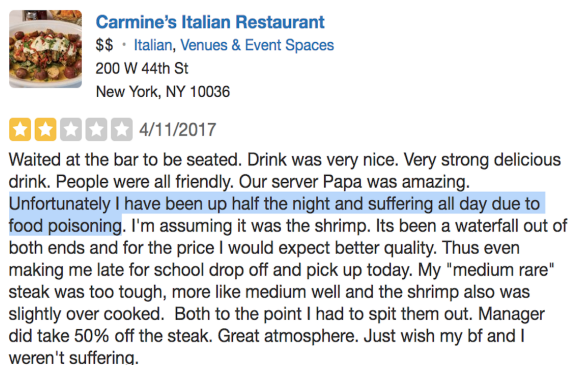 Carmine's Italian Restaurant
$$ · Italian, Venues & Event Spaces
200 W 44th St
New York, NY 10036
4/11/2017
Waited at the bar to be seated. Drink was very nice. Very strong delicious
drink. People were all friendly. Our server Papa was amazing.
Unfortunately I have been up half the night and suffering all day due to
food poisoning. I'm assuming it was the shrimp. Its been a waterfall out of
both ends and for the price I would expect better quality. Thus even
making me late for school drop off and pick up today. My "medium rare"
steak was too tough, more like medium well and the shrimp also was
slightly over cooked.  Both to the point I had to spit them out. Manager
did take 50% off the steak. Great atmosphere. Just wish my bf and I
weren't suffering.